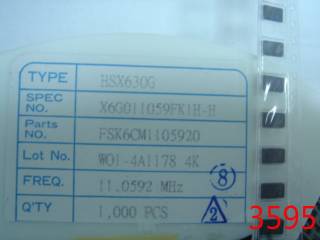 TYPE HSX630G
SPEC NO. X6G011059FK1H-H
Parts NO. FSK6CM1105920
Lot No. W01-4A1178 4K
FREQ. 11.0592 MHz
Q'TY 1,000 PCS
8
2
3595